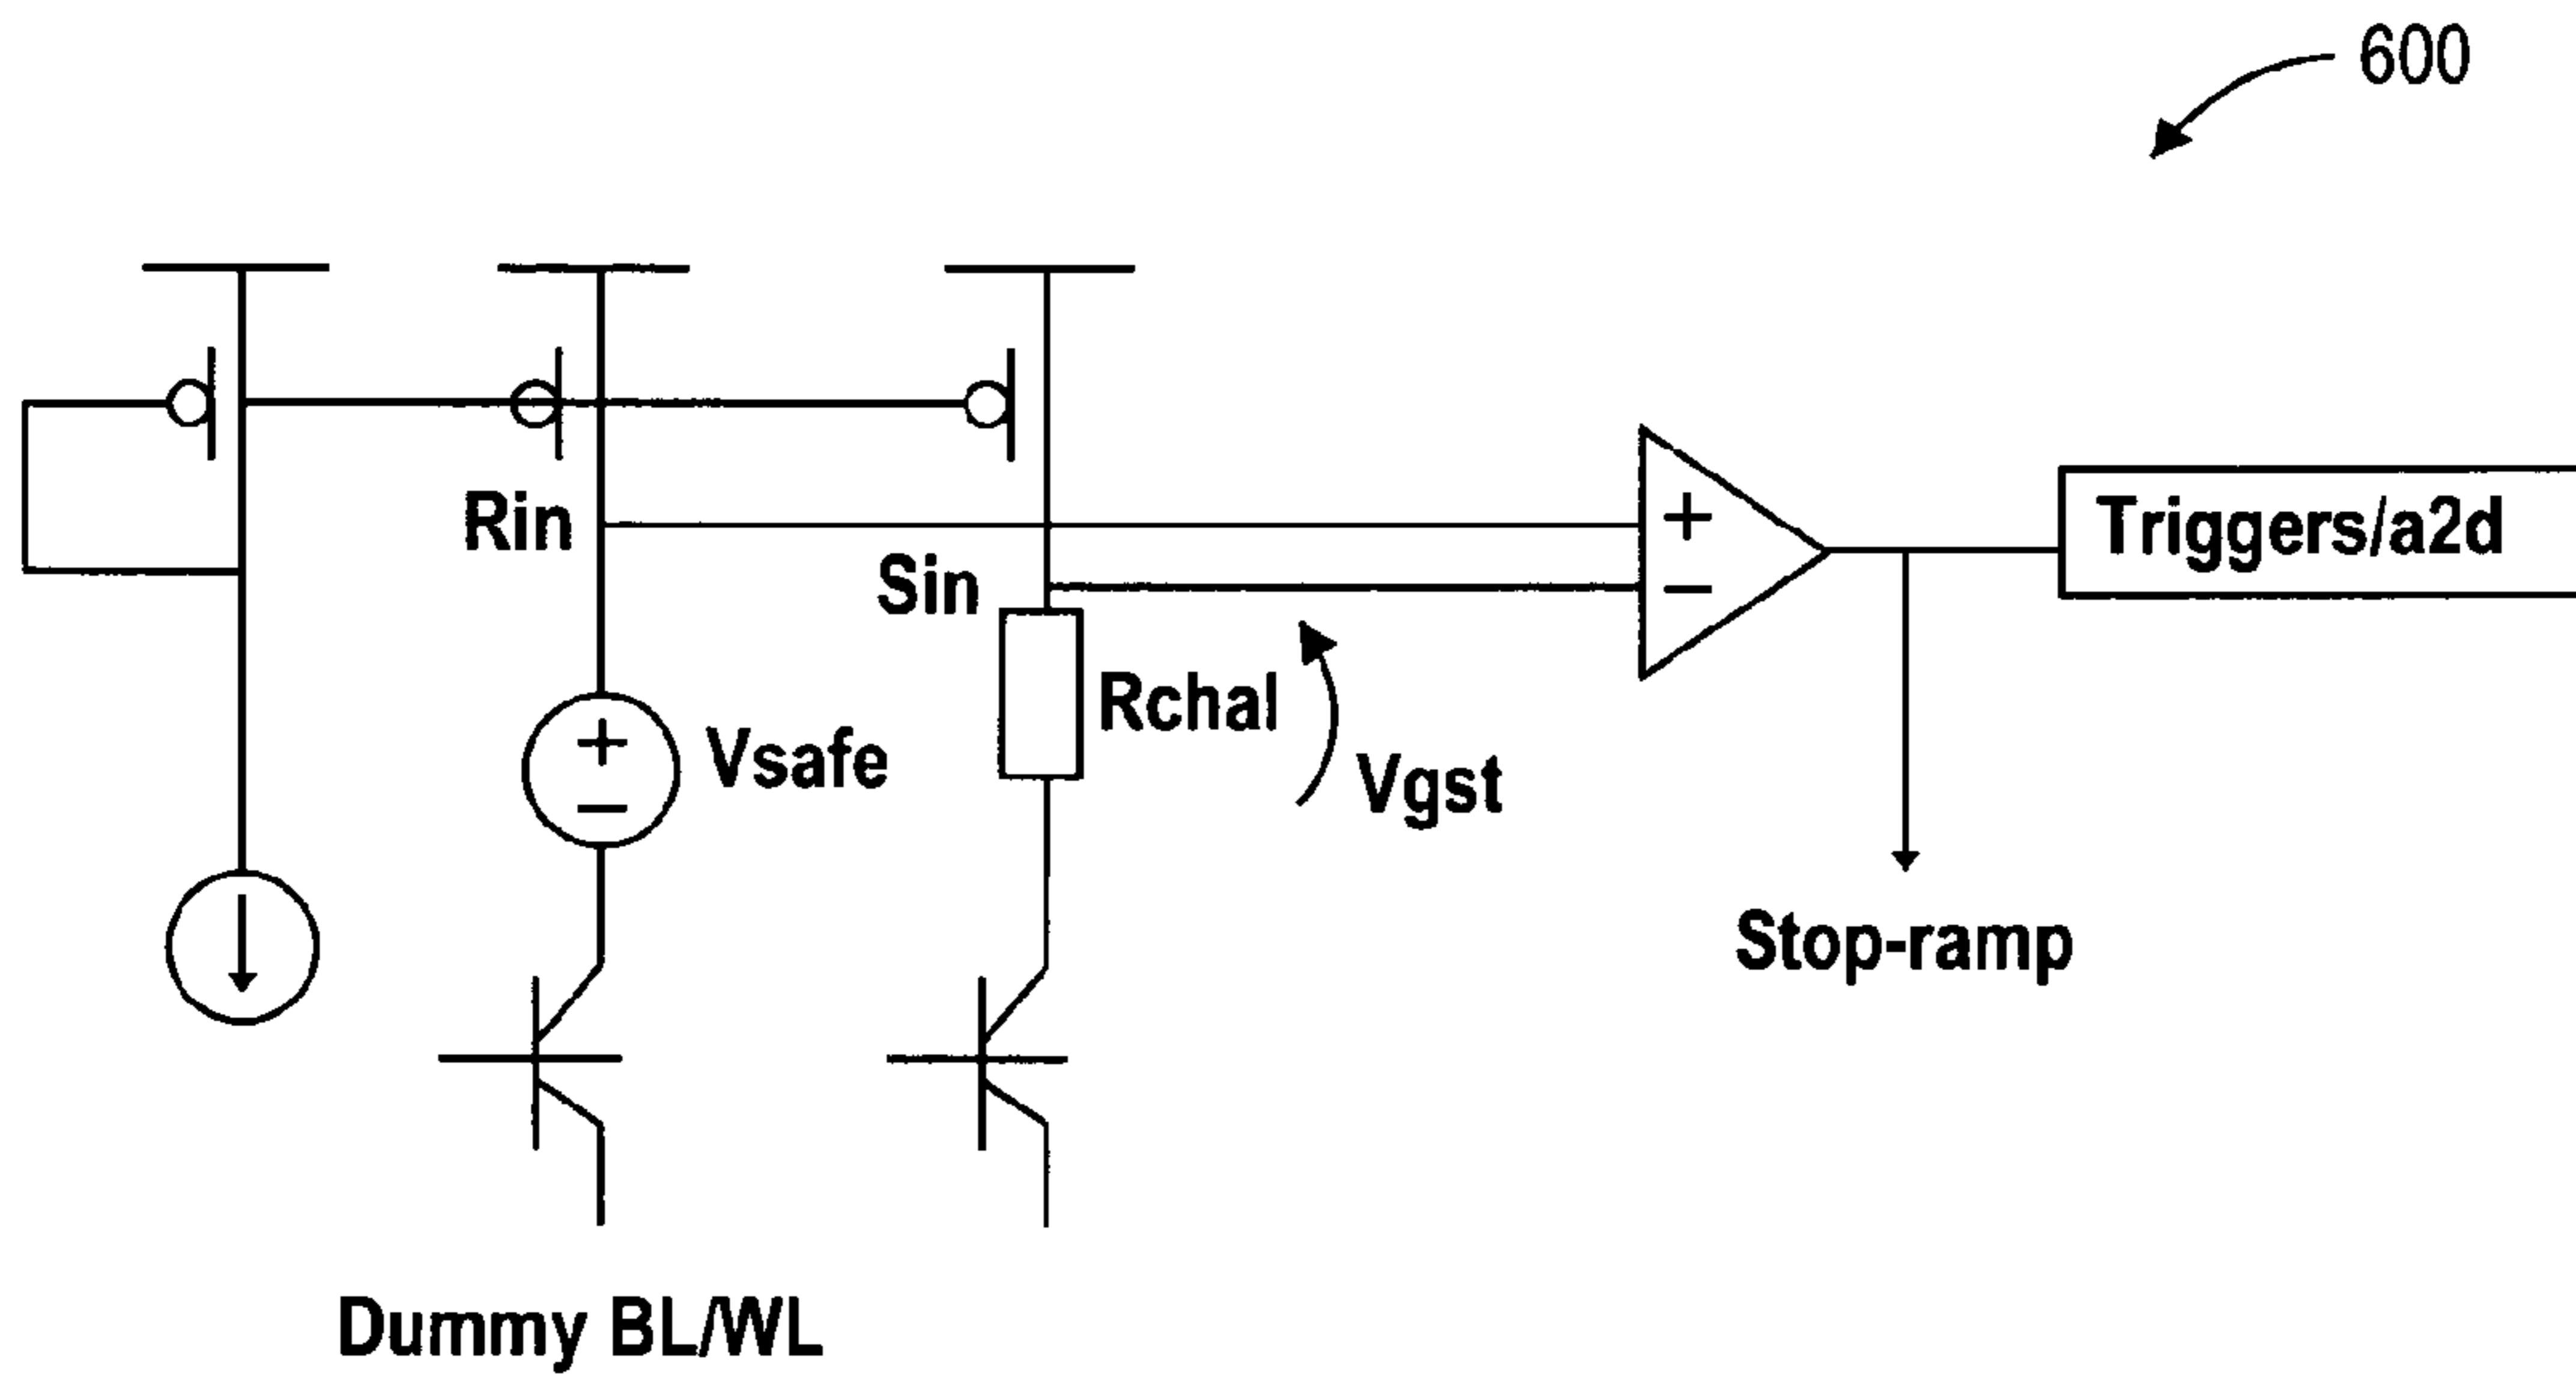 600
Rin
Sin
+
−
Triggers/a2d
Rchal
+
−
Vsafe
Vgst
Stop-ramp
Dummy BL/WL